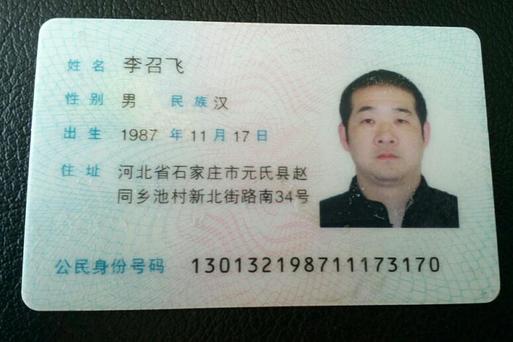 姓名 李召飞
性别 男 民族 汉
出生 1987 年 11 月 17 日
住址 河北省石家庄市元氏县赵
同乡池村新北街路南34号
公民身份号码 130132198711173170